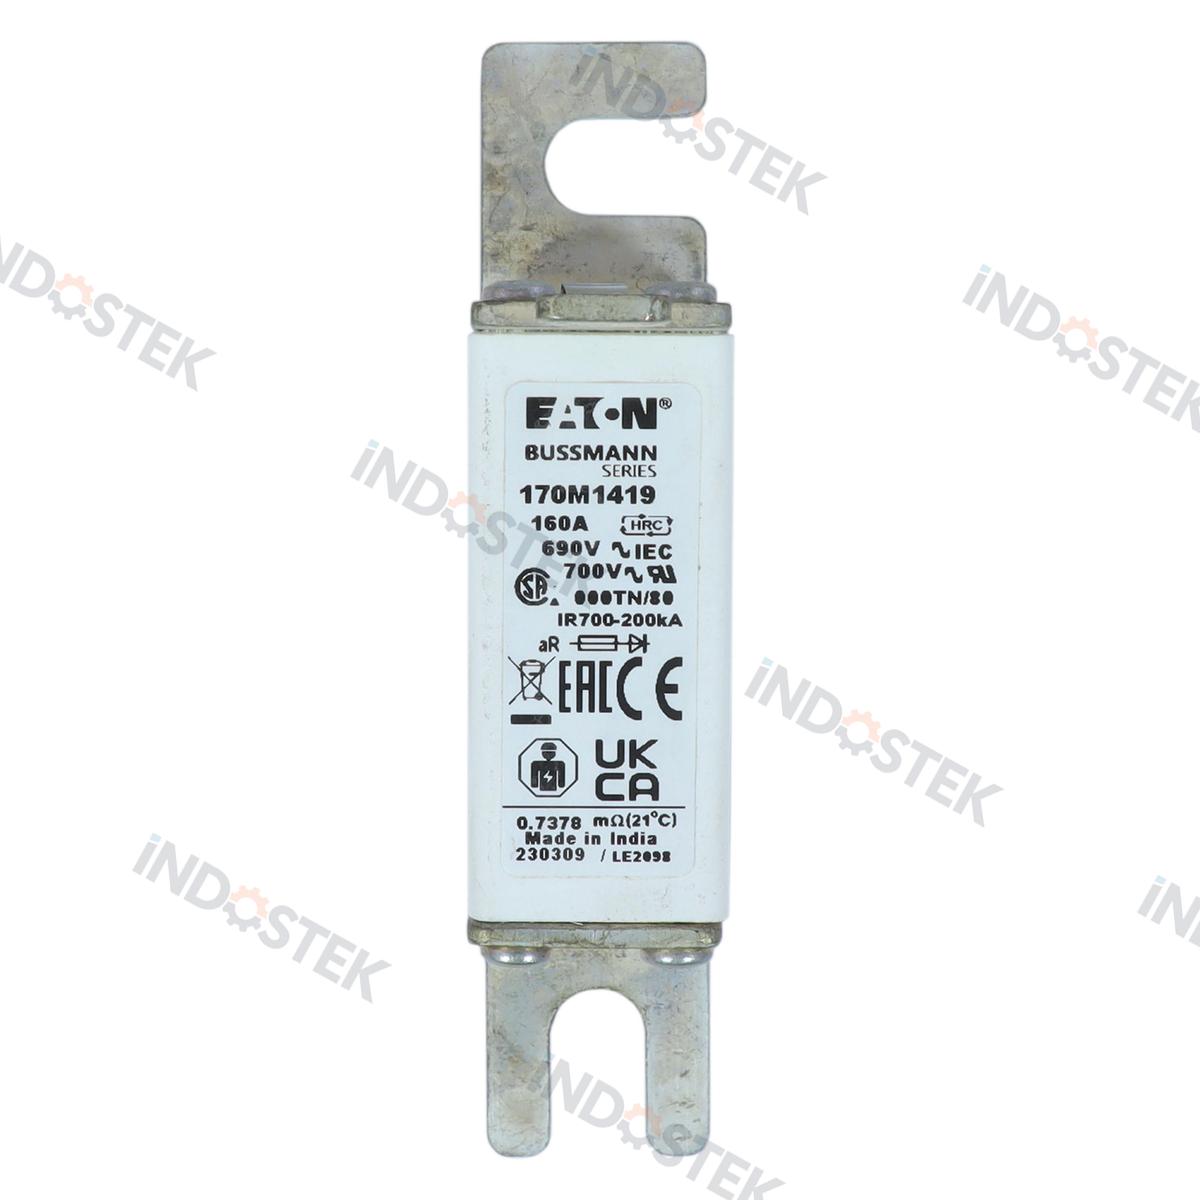 EATON®
BUSSMANN
SERIES
170M1419
160A HRC
690V IEC
700V
000TN/80
IR700-200kA
aR
EAC CE
UK
CA
0.7378 mΩ(21°C)
Made in India
230309 / LE2098
iNDOSTEK
iNDOSTEK
iNDOSTEK
iNDOSTEK
iNDOSTEK
iNDOSTEK
iNDOSTEK